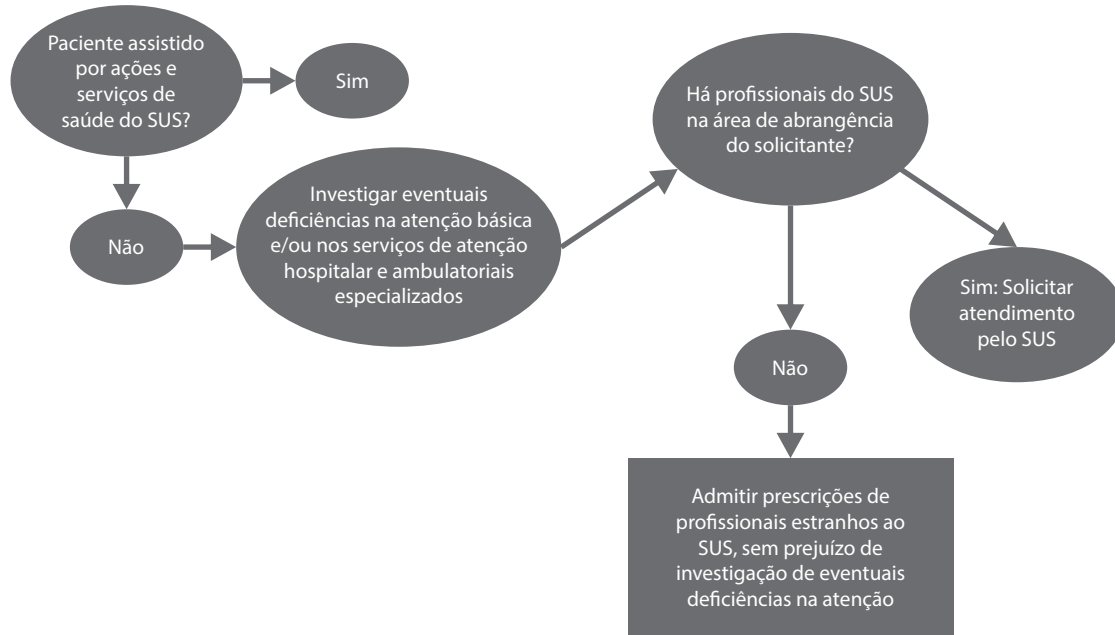 Paciente assistido
por ações e
serviços de
saúde do SUS?
Sim
Não
Investigar eventuais
deficiências na atenção básica
e/ou nos serviços de atenção
hospitalar e ambulatoriais
especializados
Há profissionais do SUS
na área de abrangência
do solicitante?
Sim: Solicitar
atendimento
pelo SUS
Não
Admitir prescrições de
profissionais estranhos ao
SUS, sem prejuízo de
investigação de eventuais
deficiências na atenção